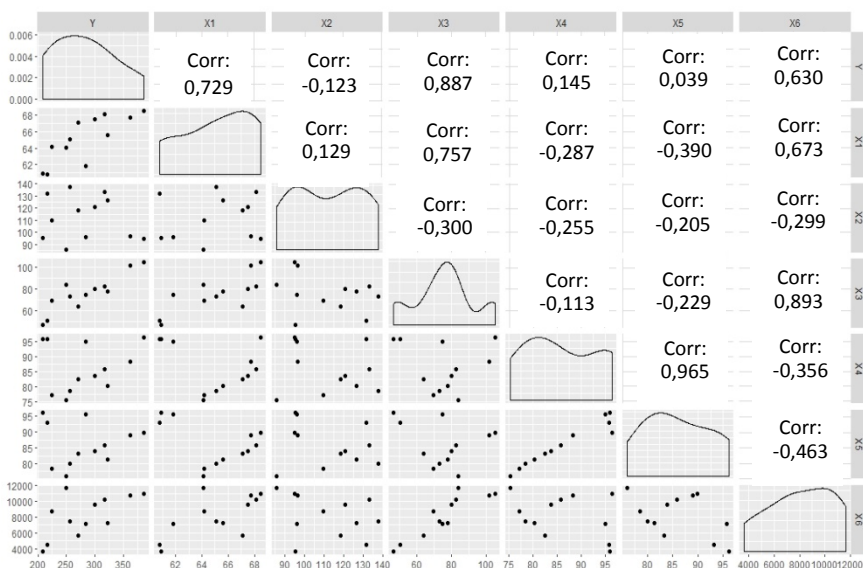 Y X1 X2 X3 X4 X5 X6
0.006
0.004
0.002
0.000
Corr:
0,729
Corr:
-0,123
Corr:
0,887
Corr:
0,145
Corr:
0,039
Corr:
0,630
Y
68
66
64
62
Corr:
0,129
Corr:
0,757
Corr:
-0,287
Corr:
-0,390
Corr:
0,673
X1
140
130
120
110
100
90
Corr:
-0,300
Corr:
-0,255
Corr:
-0,205
Corr:
-0,299
X2
100
80
60
Corr:
-0,113
Corr:
-0,229
Corr:
0,893
X3
95
90
85
80
75
Corr:
0,965
Corr:
-0,356
X4
95
90
85
80
Corr:
-0,463
X5
12000
10000
8000
6000
4000
X6
200 250 300 350 62 64 66 68 90 100 110 120 130 140 60 80 100 75 80 85 90 95 80 85 90 95 4000 6000 8000 10000 12000